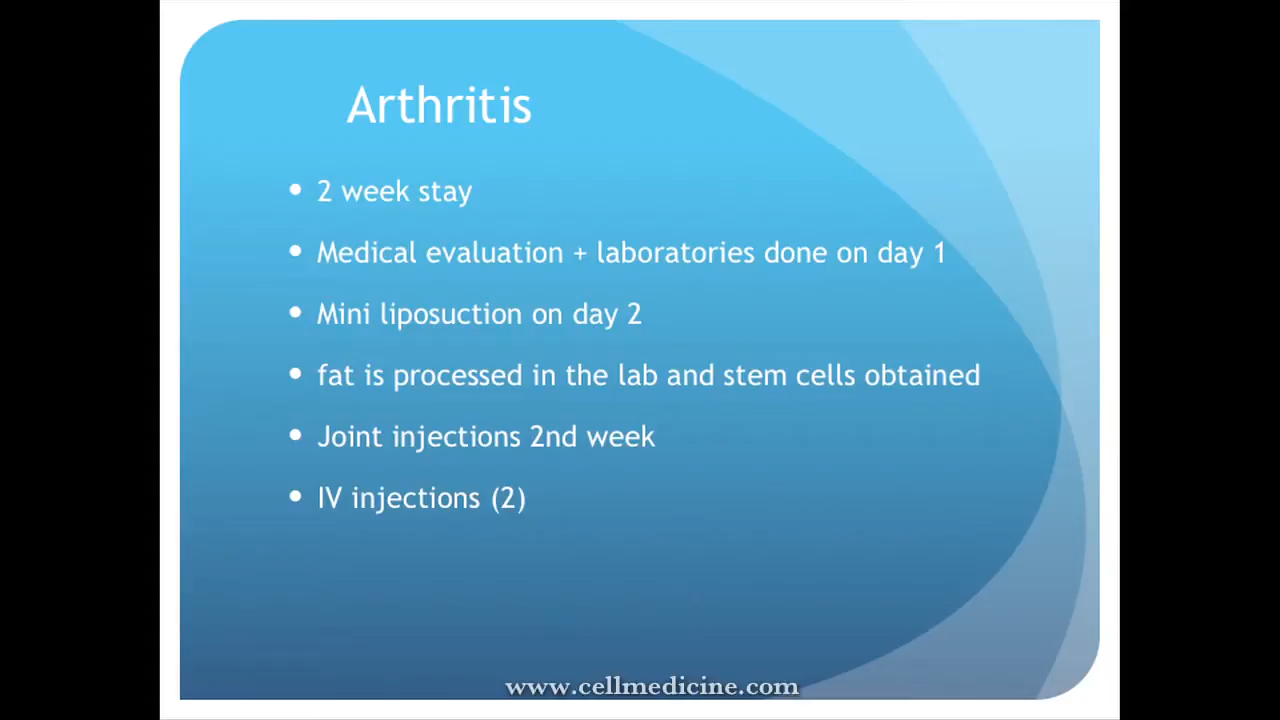 Arthritis
• 2 week stay
• Medical evaluation + laboratories done on day 1
• Mini liposuction on day 2
• fat is processed in the lab and stem cells obtained
• Joint injections 2nd week
• IV injections (2)
www.cellmedicine.com